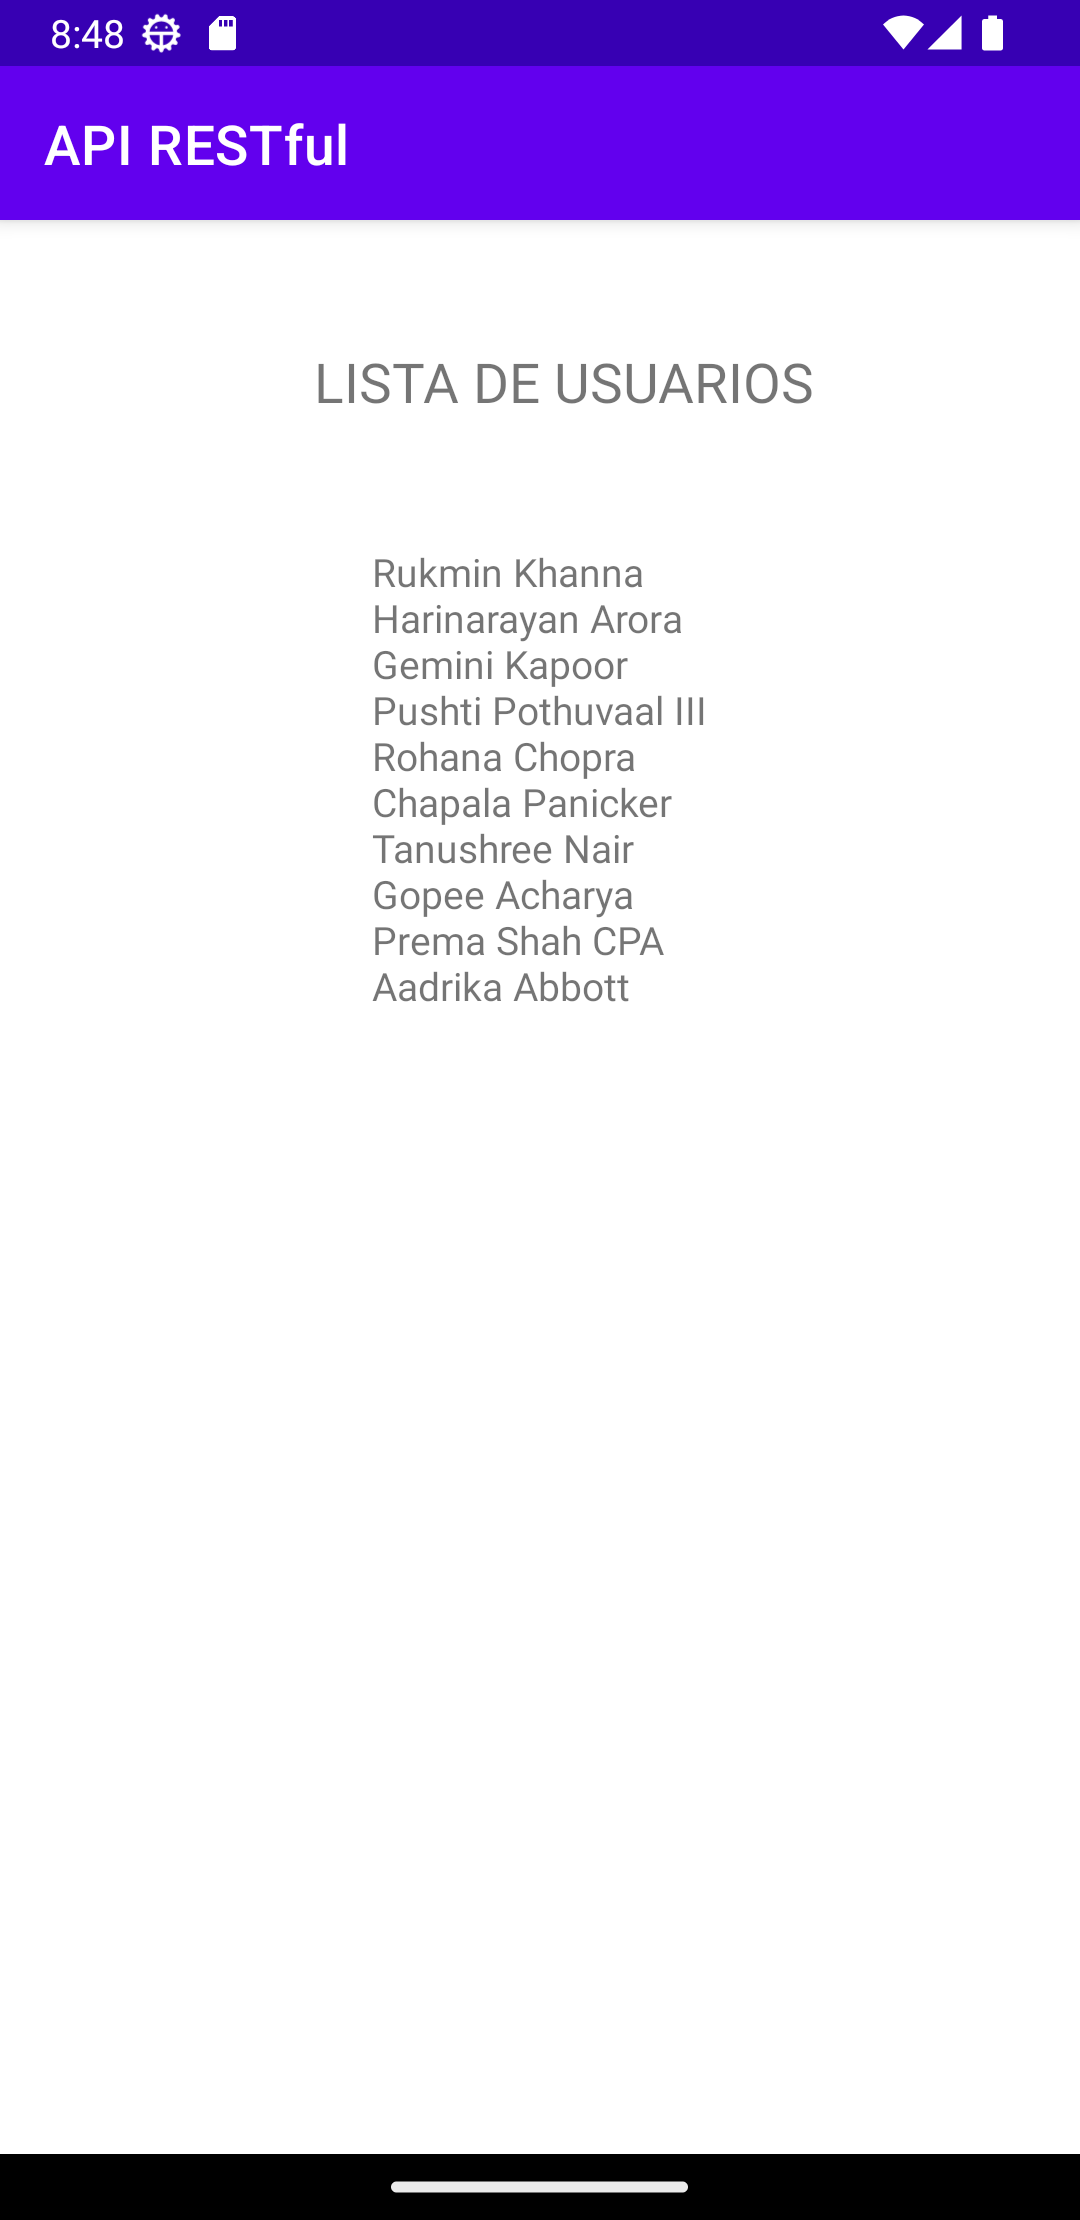 8:48
API RESTful
LISTA DE USUARIOS
Rukmin Khanna
Harinarayan Arora
Gemini Kapoor
Pushti Pothuvaal III
Rohana Chopra
Chapala Panicker
Tanushree Nair
Gopee Acharya
Prema Shah CPA
Aadrika Abbott